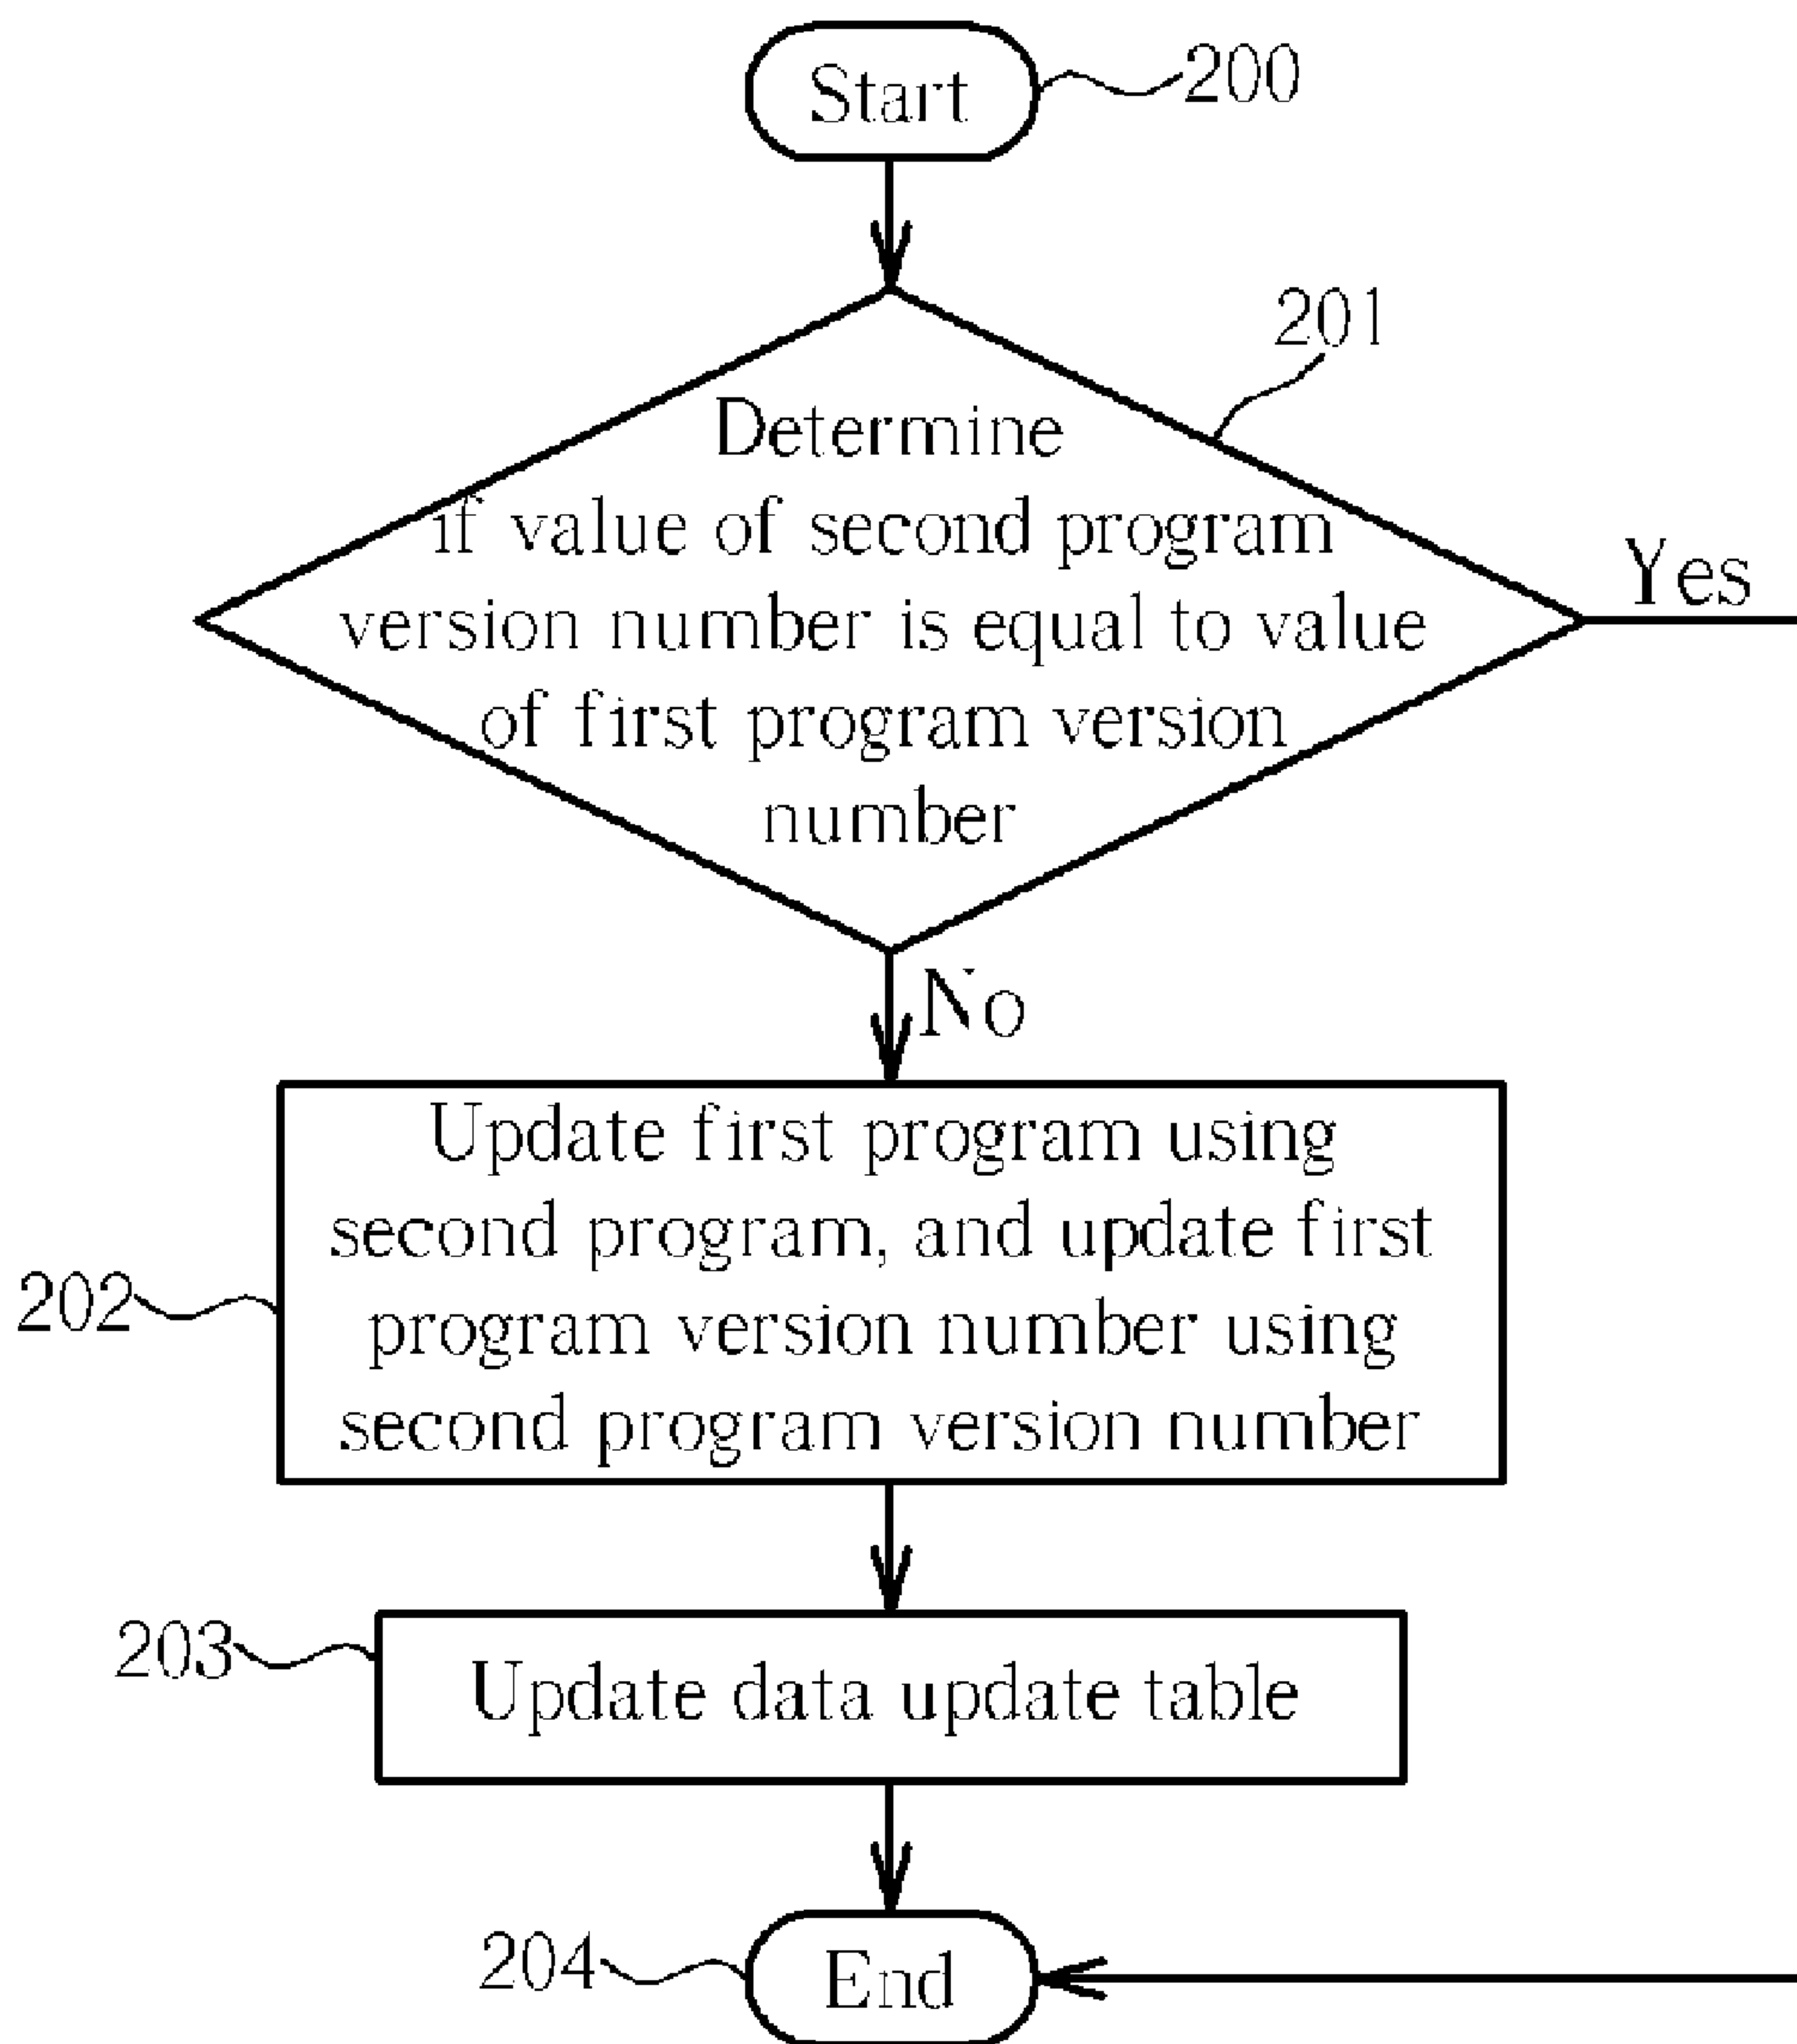 Start
200
201
Determine
if value of second program
version number is equal to value
of first program version
number
Yes
No
Update first program using
second program, and update first
program version number using
second program version number
202
203
Update data update table
204
End